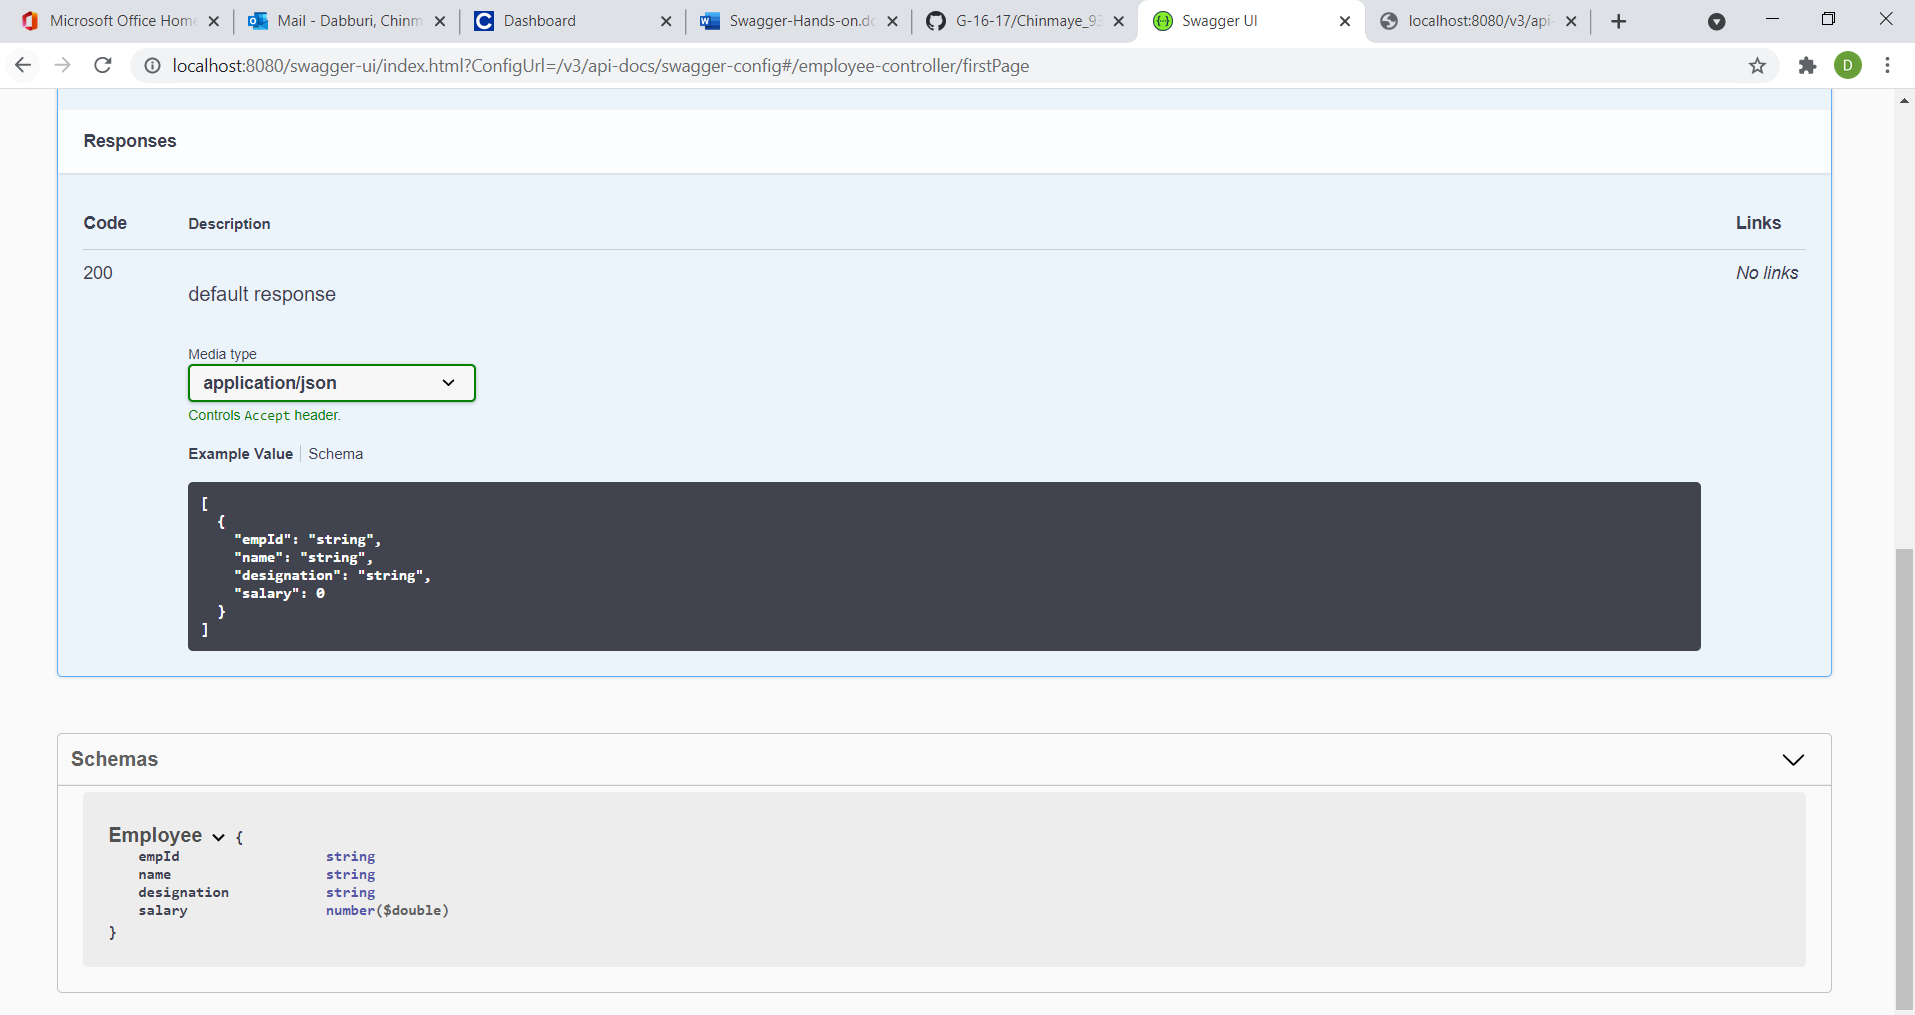 Microsoft Office Home
Mail - Dabburi, Chinm
Dashboard
Swagger-Hands-on.do
G-16-17/Chinmaye_93
Swagger UI
localhost:8080/v3/api-
localhost:8080/swagger-ui/index.html?ConfigUrl=/v3/api-docs/swagger-config#/employee-controller/firstPage
D
Responses
Code Description Links
200 No links
default response
Media type
application/json
Controls Accept header.
Example Value Schema
[
{
"empId": "string",
"name": "string",
"designation": "string",
"salary": 0
}
]
Schemas
Employee {
empId string
name string
designation string
salary number($double)
}